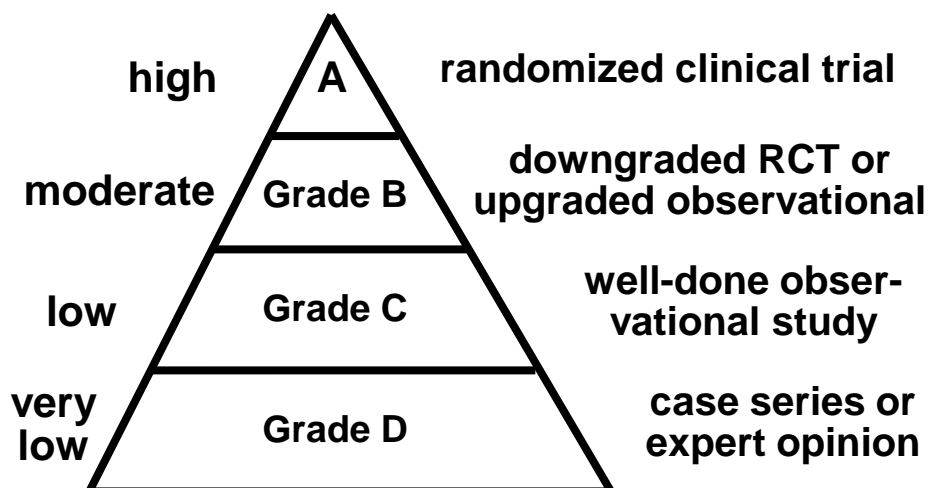 high
A
randomized clinical trial
moderate
Grade B
downgraded RCT or
upgraded observational
low
Grade C
well-done obser-
vational study
very
low
Grade D
case series or
expert opinion